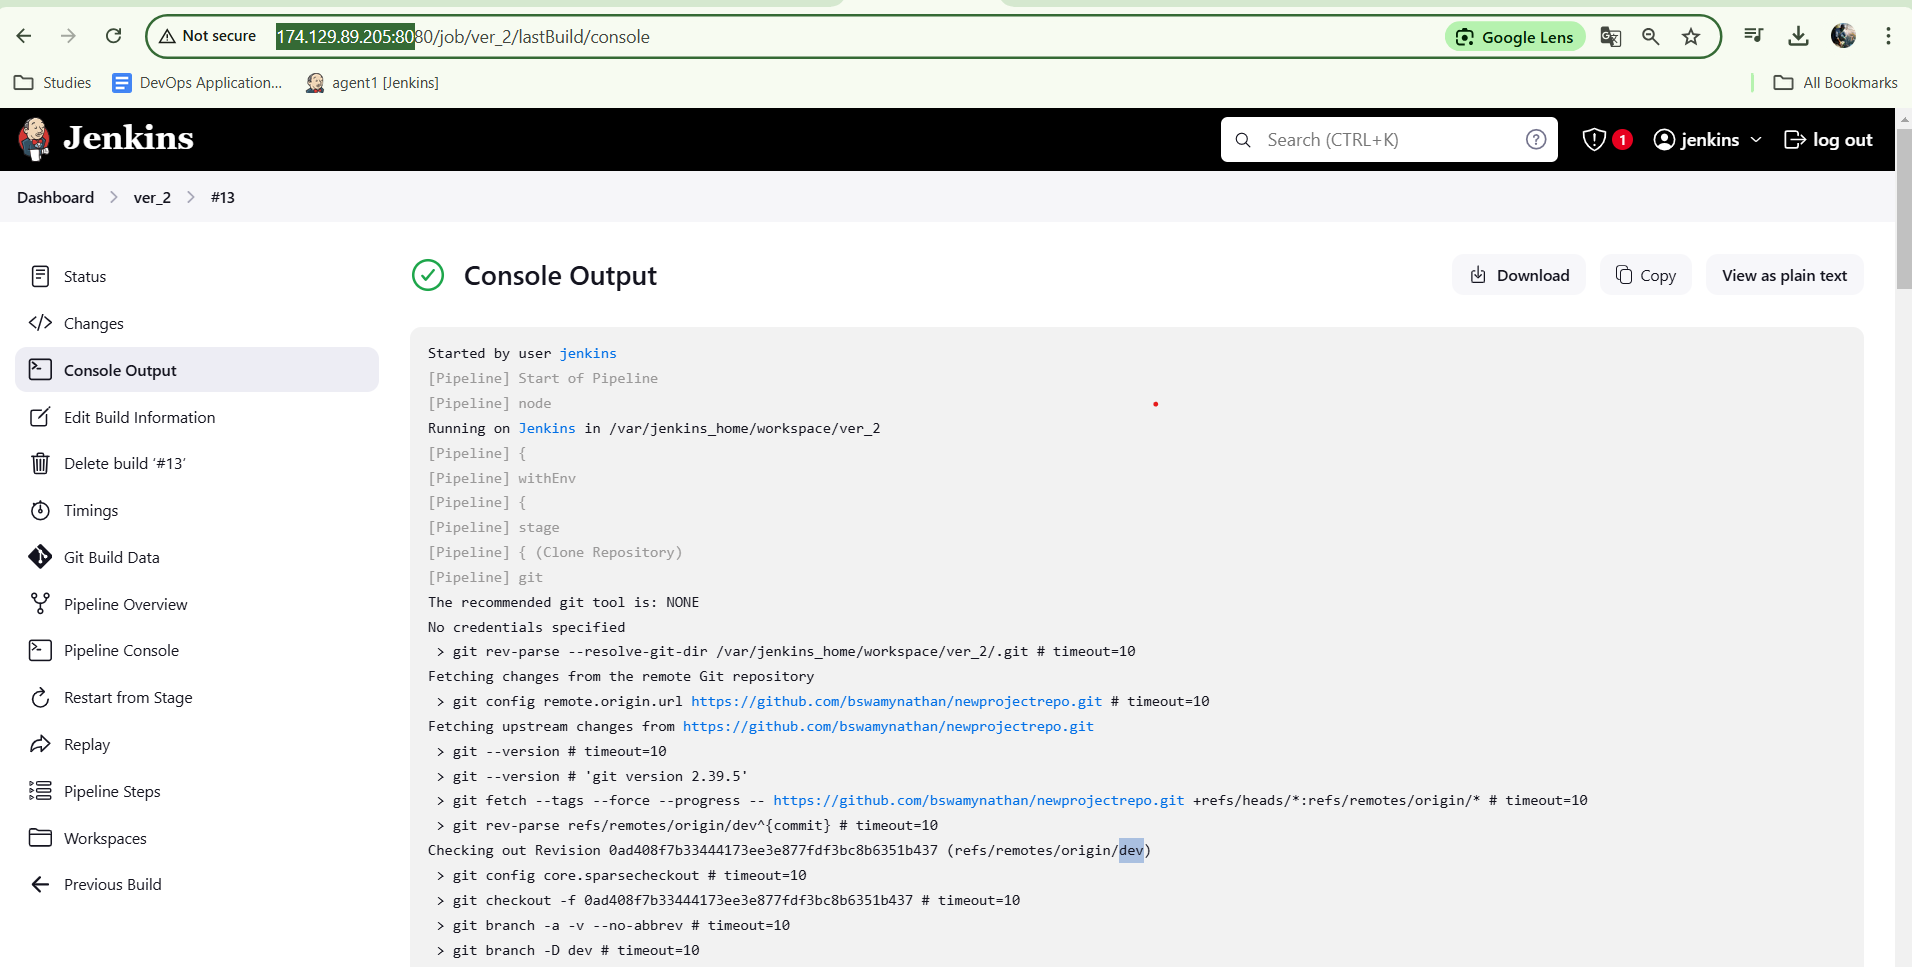 Not secure 174.129.89.205:8080/job/ver_2/lastBuild/console Google Lens
Studies DevOps Application... agent1 [Jenkins] All Bookmarks
Jenkins Search (CTRL+K) 1 jenkins log out
Dashboard ver_2 #13
Status
Changes
Console Output
Edit Build Information
Delete build ‘#13’
Timings
Git Build Data
Pipeline Overview
Pipeline Console
Restart from Stage
Replay
Pipeline Steps
Workspaces
Previous Build
Console Output Download Copy View as plain text
Started by user jenkins
[Pipeline] Start of Pipeline
[Pipeline] node
Running on Jenkins in /var/jenkins_home/workspace/ver_2
[Pipeline] {
[Pipeline] withEnv
[Pipeline] {
[Pipeline] stage
[Pipeline] { (Clone Repository)
[Pipeline] git
The recommended git tool is: NONE
No credentials specified
> git rev-parse --resolve-git-dir /var/jenkins_home/workspace/ver_2/.git # timeout=10
Fetching changes from the remote Git repository
> git config remote.origin.url https://github.com/bswamynathan/newprojectrepo.git # timeout=10
Fetching upstream changes from https://github.com/bswamynathan/newprojectrepo.git
> git --version # timeout=10
> git --version # 'git version 2.39.5'
> git fetch --tags --force --progress -- https://github.com/bswamynathan/newprojectrepo.git +refs/heads/*:refs/remotes/origin/* # timeout=10
> git rev-parse refs/remotes/origin/dev^{commit} # timeout=10
Checking out Revision 0ad408f7b33444173ee3e877fdf3bc8b6351b437 (refs/remotes/origin/dev)
> git config core.sparsecheckout # timeout=10
> git checkout -f 0ad408f7b33444173ee3e877fdf3bc8b6351b437 # timeout=10
> git branch -a -v --no-abbrev # timeout=10
> git branch -D dev # timeout=10